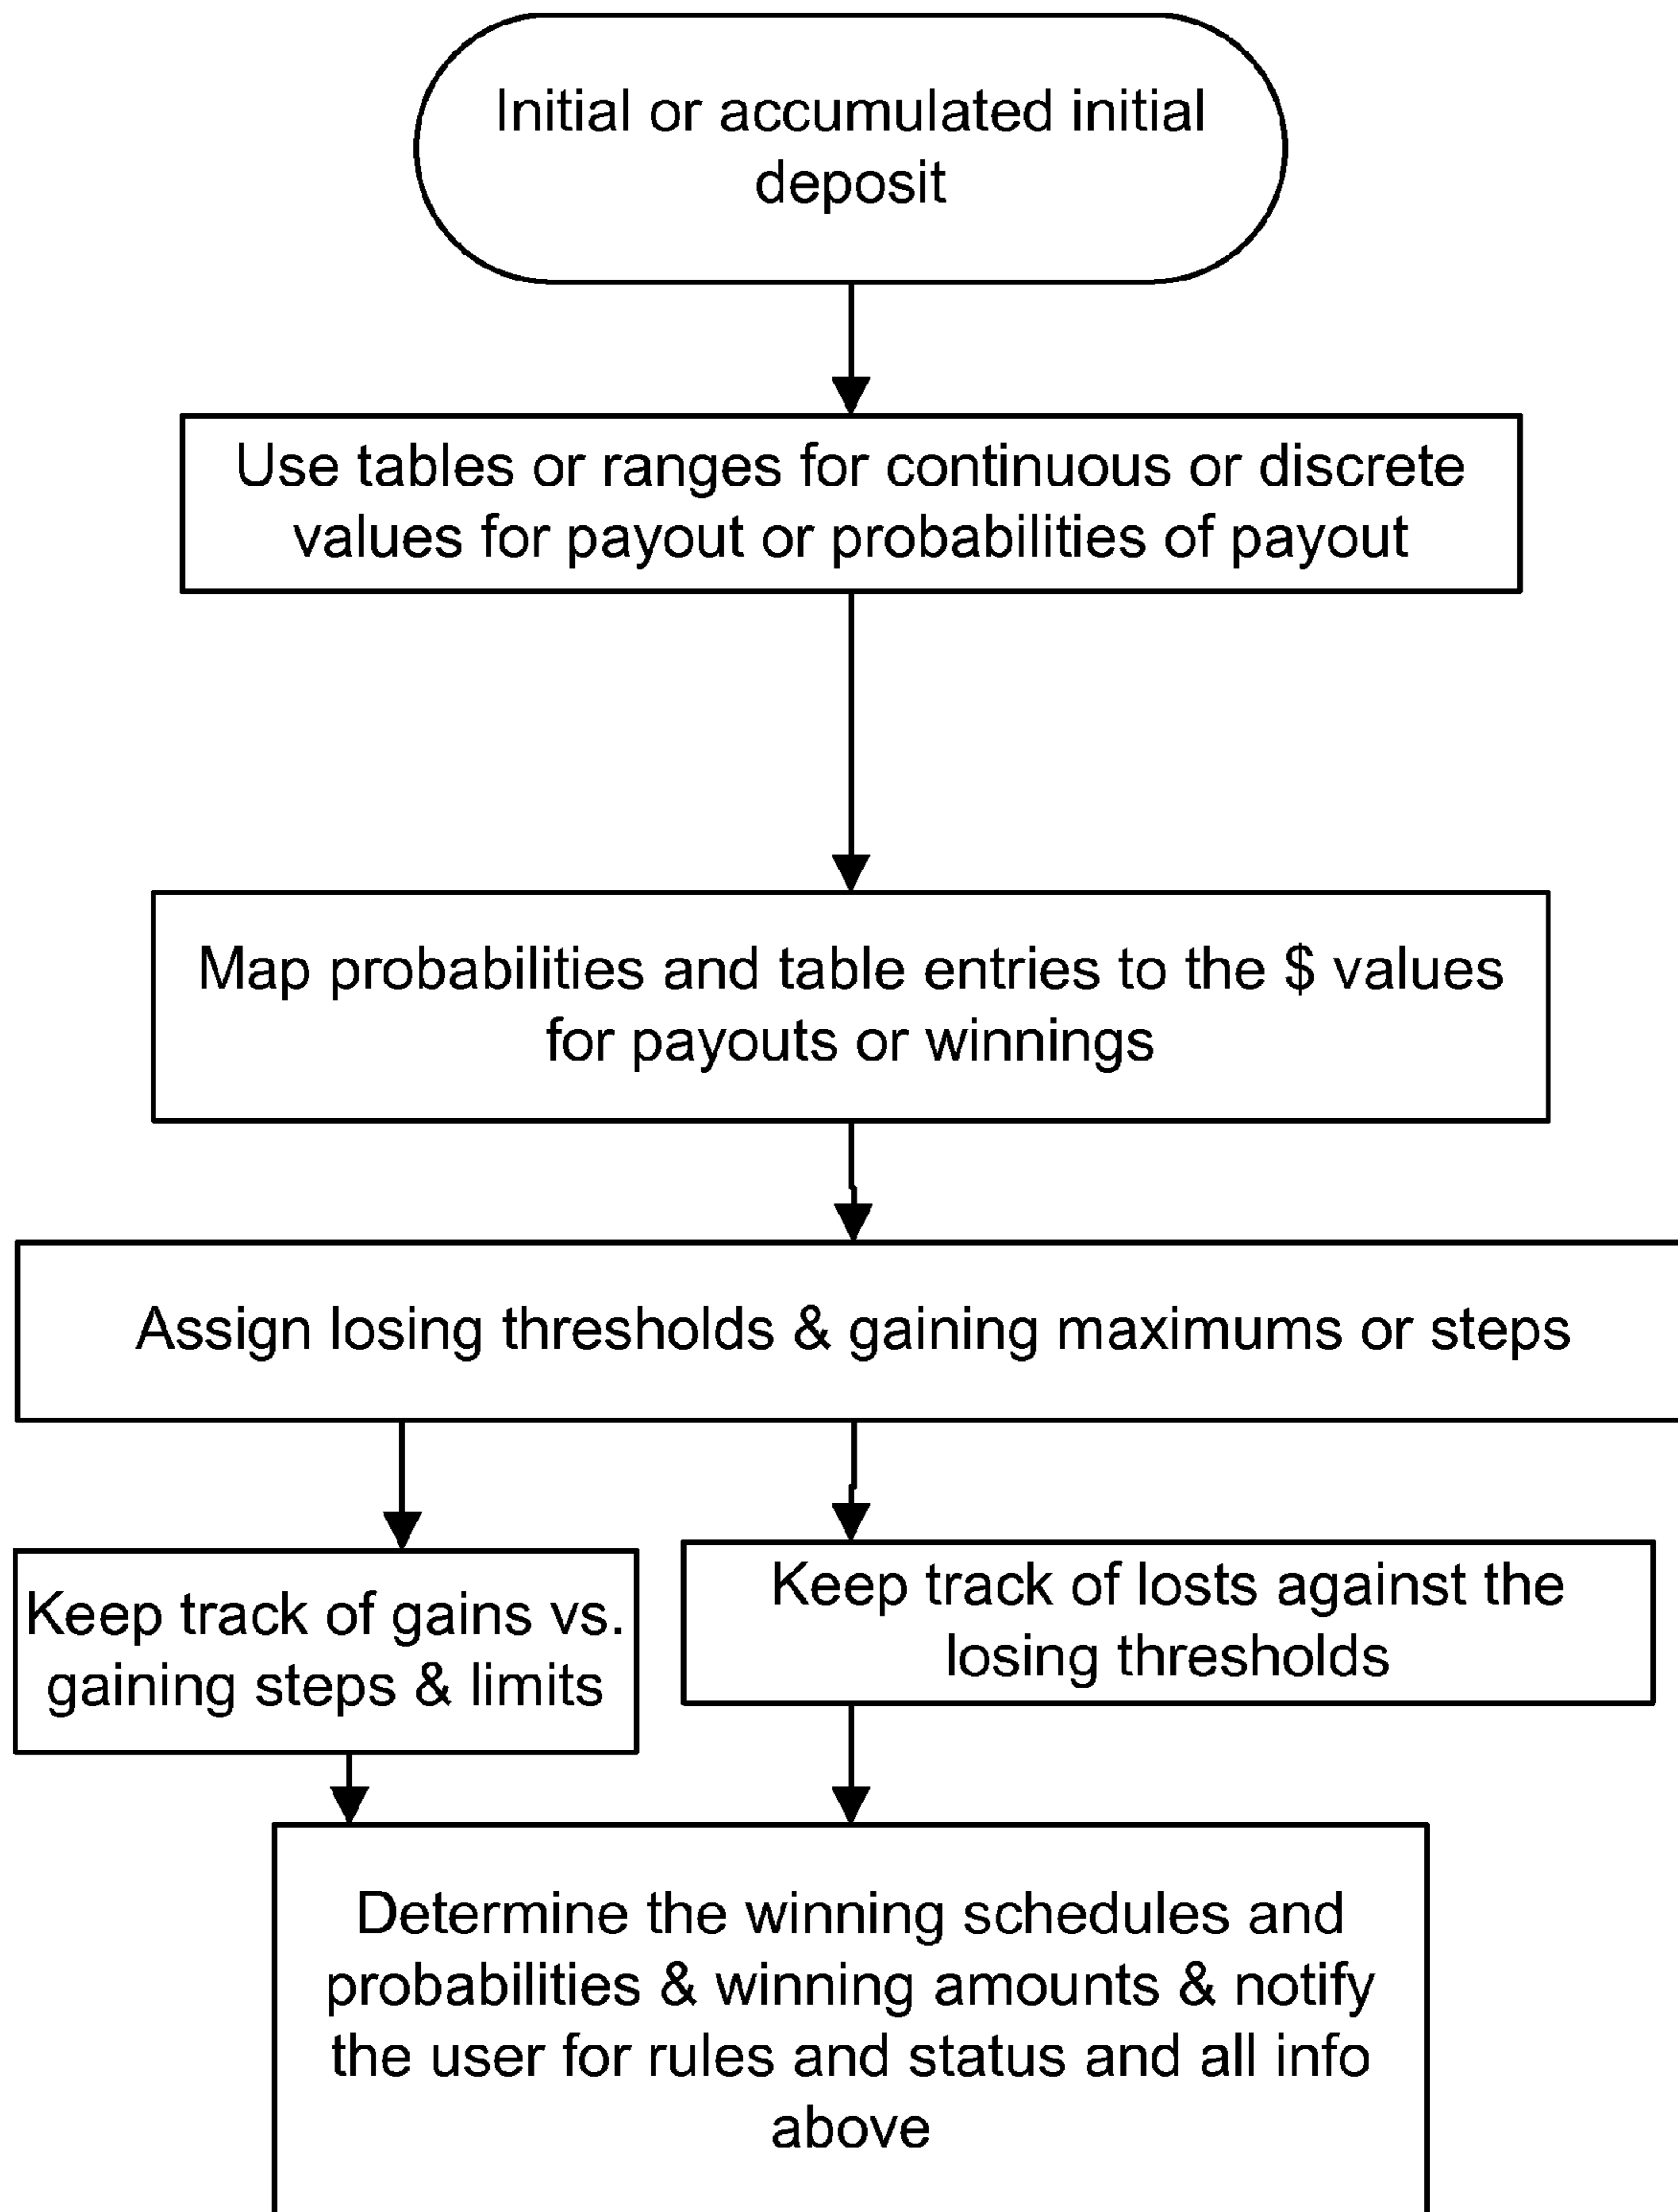 Initial or accumulated initial
deposit
Use tables or ranges for continuous or discrete
values for payout or probabilities of payout
Map probabilities and table entries to the $ values
for payouts or winnings
Assign losing thresholds & gaining maximums or steps
Keep track of gains vs.
gaining steps & limits
Keep track of losts against the
losing thresholds
Determine the winning schedules and
probabilities & winning amounts & notify
the user for rules and status and all info
above